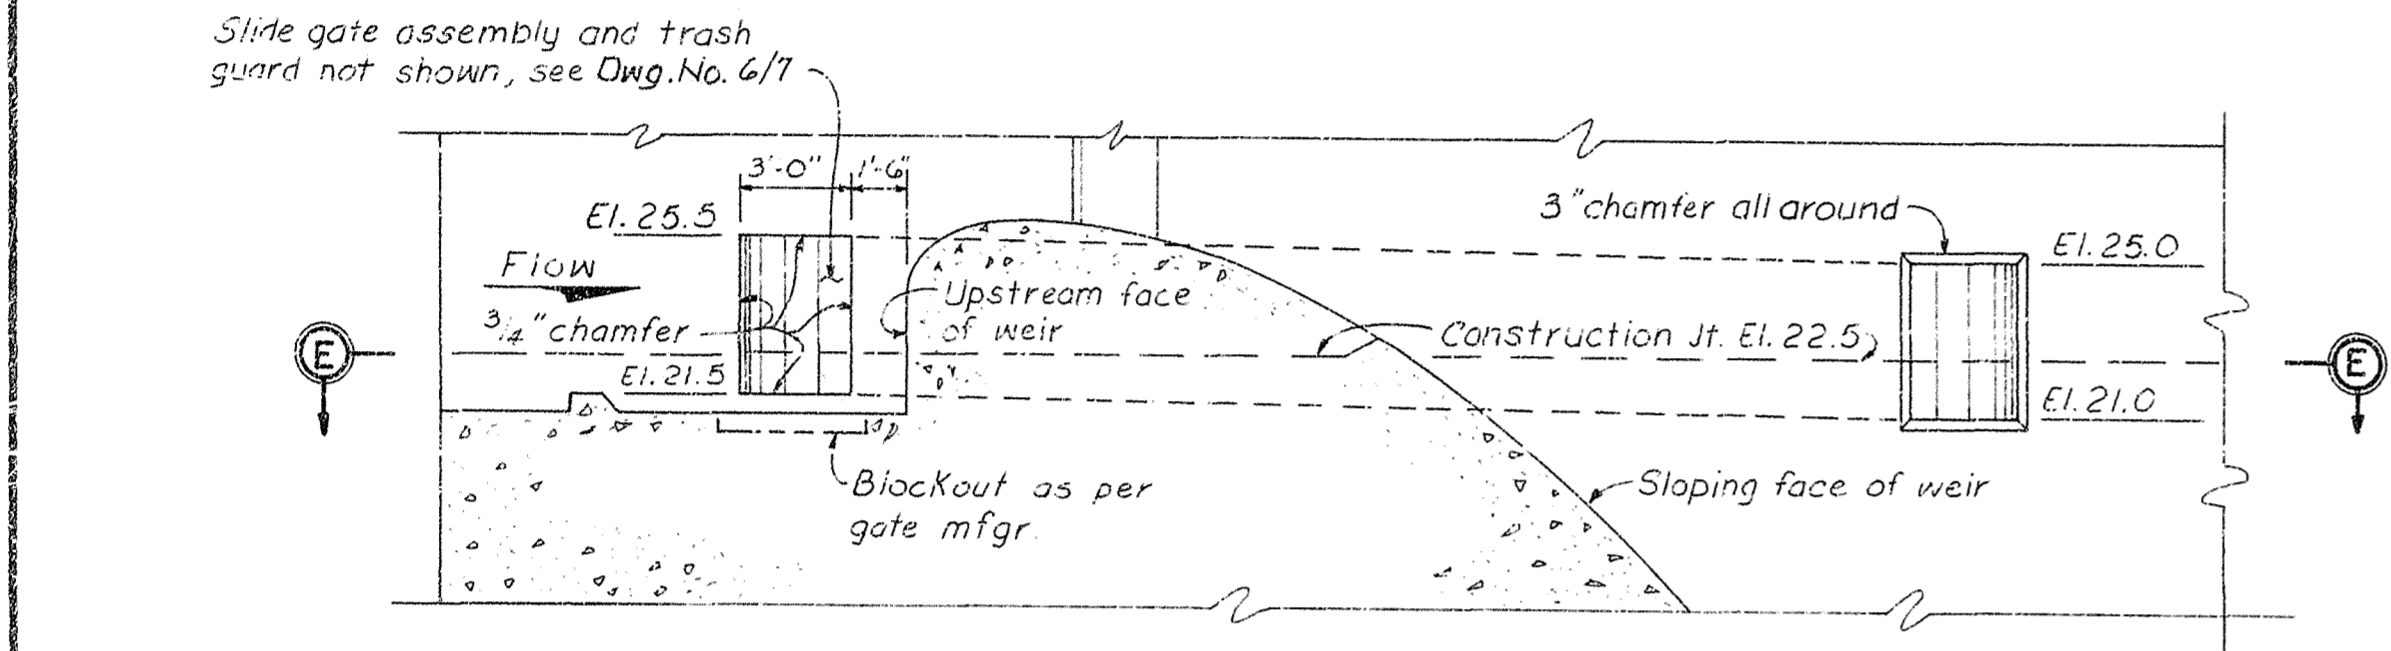 Slide gate assembly and trash
guard not shown, see Dwg. No. 6/7
3'-0"
1'-6"
El. 25.5
Flow
3/4" chamfer
El. 21.5
Upstream face
of weir
3" chamfer all around
El. 25.0
Construction Jt. El. 22.5
El. 21.0
E
E
Blockout as per
gate mfgr.
Sloping face of weir